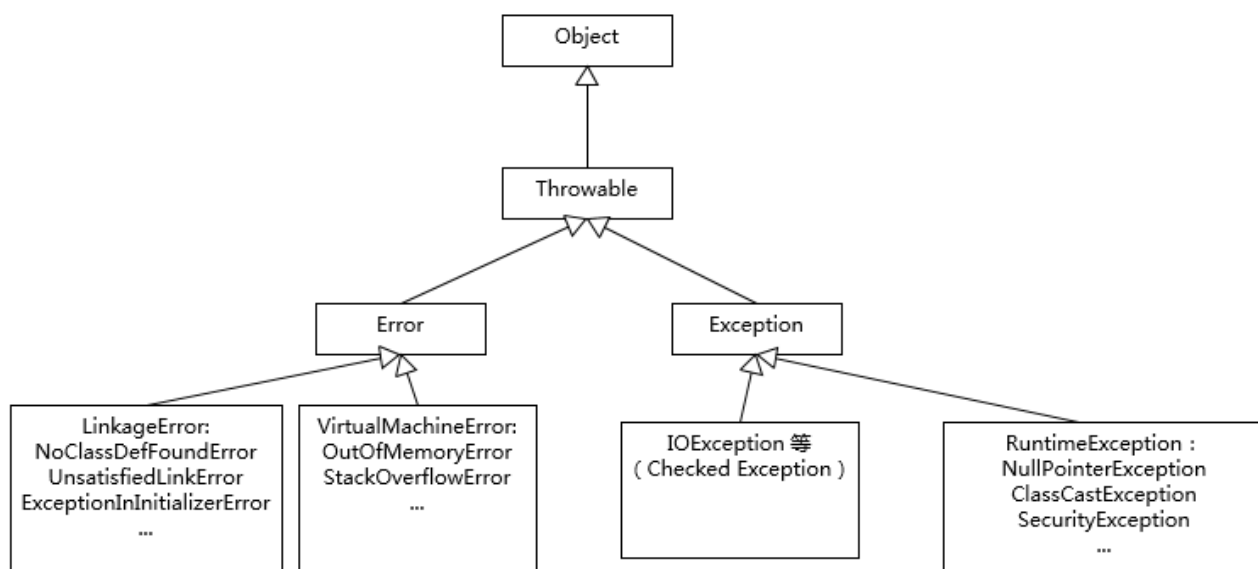 Object
Throwable
Error
Exception
LinkageError:
NoClassDefFoundError
UnsatisfiedLinkError
ExceptionInInitializerError
...
VirtualMachineError:
OutOfMemoryError
StackOverflowError
...
IOException 等
（Checked Exception）
RuntimeException：
NullPointerException
ClassCastException
SecurityException
...